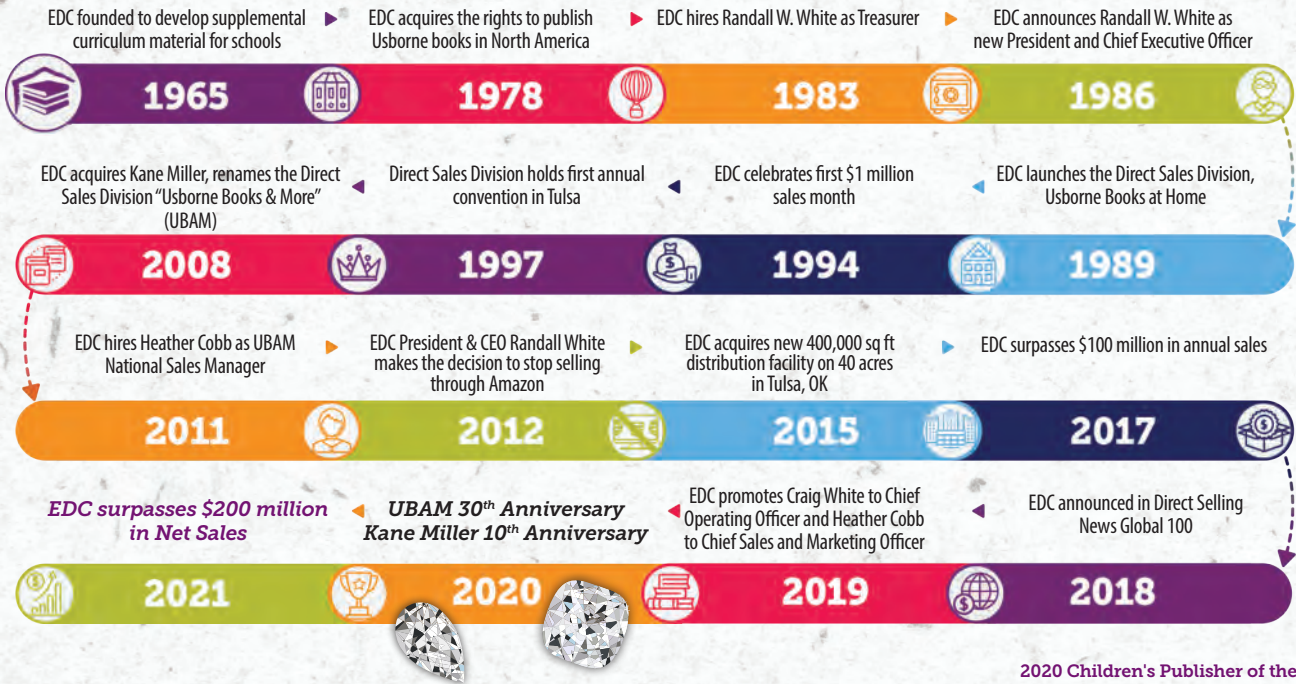 EDC founded to develop supplemental
curriculum material for schools
EDC acquires the rights to publish
Usborne books in North America
EDC hires Randall W. White as Treasurer
EDC announces Randall W. White as
new President and Chief Executive Officer
1965
1978
1983
1986
EDC launches the Direct Sales Division,
Usborne Books at Home
EDC celebrates first $1 million
sales month
Direct Sales Division holds first annual
convention in Tulsa
EDC acquires Kane Miller, renames the Direct
Sales Division "Usborne Books & More"
(UBAM)
1989
1994
1997
2008
EDC hires Heather Cobb as UBAM
National Sales Manager
EDC President & CEO Randall White
makes the decision to stop selling
through Amazon
EDC acquires new 400,000 sq ft
distribution facility on 40 acres
in Tulsa, OK
EDC surpasses $100 million in annual sales
2011
2012
2015
2017
EDC announced in Direct Selling
News Global 100
EDC promotes Craig White to Chief
Operating Officer and Heather Cobb
to Chief Sales and Marketing Officer
UBAM 30th Anniversary
Kane Miller 10th Anniversary
EDC surpasses $200 million
in Net Sales
2018
2019
2020
2021
2020 Children's Publisher of the